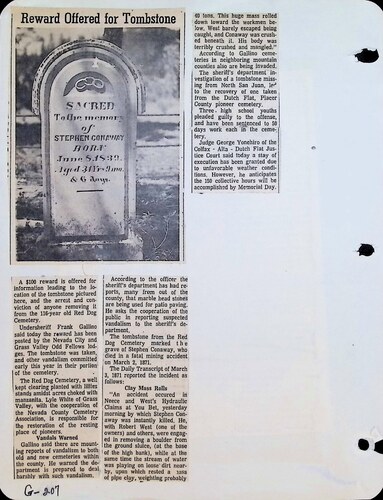 Reward Offered for Tombstone
SACRED
To the memory
of
STEPHEN CONAWAY
BORN
June 8, 1839
Aged 31 Yrs 9 mo.
& 6 days.
A $100 reward is offered for
information leading to the lo-
cation of the tombstone pictured
here, and the arrest and con-
viction of anyone removing it
from the 116-year old Red Dog
Cemetery.
Undersheriff Frank Gallino
said today the reward has been
posted by the Nevada City and
Grass Valley Odd Fellows lod-
ges. The tombstone was taken,
and other vandalism committed
early this year in their portion
of the cemetery.
The Red Dog Cemetery, a well
kept clearing planted with lillies
stands amidst acres choked with
manzanita. Lyle White of Grass
Valley, with the cooperation of
the Nevada County Cemetery
Association, is responsible for
the restoration of the resting
place of pioneers.
Vandals Warned
Gallino said there are mount-
ing reports of vandalism to both
old and new cemeteries within
the county. He warned the de-
partment is prepared to deal
harshly with such vandalism.
According to the officer the
sheriff's department has had re-
ports, many from out of the
county, that marble head stones
are being used for patio paving.
He asks the cooperation of the
public in reporting suspected
vandalism to the sheriff's de-
partment.
The tombstone from the Red
Dog Cemetery marked the
grave of Stephen Conaway, who
died in a fatal mining accident
on March 2, 1871.
The Daily Transcript of March
3, 1871 reported the incident as
follows:
Clay Mass Rolls
"An accident occured in
Neece and West's Hydraulic
Claims at You Bet, yesterday
morning by which Stephen Con-
away was instantly killed. He,
with Robert West (one of the
owners) and others, were engag-
ed in removing a boulder from
the ground sluice, (at the base
of the high bank), while at the
same time the stream of water
was playing on loose dirt near-
by, upon which rested a
of pipe clay, weighting probably
40 tons. This huge mass rolled
down toward the workmen be-
low. West barely escaped being
caught, and Conaway was crush-
ed beneath it. His body was
terribly crushed and mangled."
According to Gallino ceme-
teries in neighboring mountain
counties also are being invaded.
The sheriff's department in-
vestigation of a tombstone miss-
ing from North San Juan, led
to the recovery of one taken
from the Dutch Flat, Placer
County pioneer cemetery.
Three high school youths
pleaded guilty to the offense,
and have been sentenced to
days work each in the ceme-
tery.
Judge George Yonehiro of the
Colfax - Alta - Dutch Flat Jus-
tice Court said today a stay of
execution has been granted due
to unfavorable weather condi-
tions. However, he anticipates
the 150 collective hours will be
accomplished by Memorial Day.
G-207